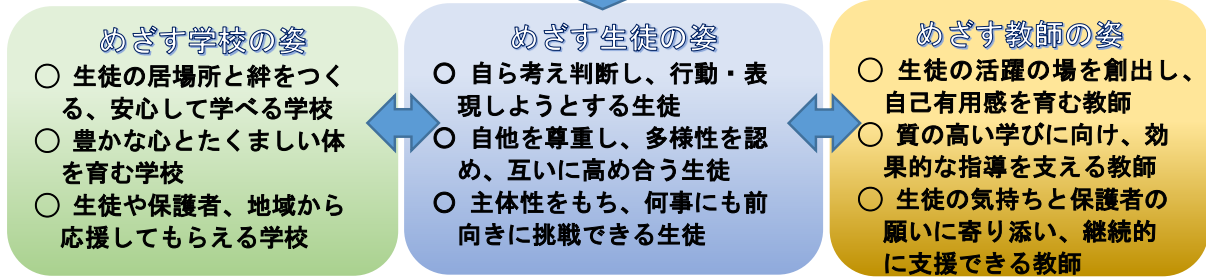 めざす学校の姿
○ 生徒の居場所と絆をつく
る、安心して学べる学校
○ 豊かな心とたくましい体
を育む学校
○ 生徒や保護者、地域から
応援してもらえる学校
めざす生徒の姿
○ 自ら考え判断し、行動・表
現しようとする生徒
○ 自他を尊重し、多様性を認
め、互いに高め合う生徒
○ 主体性をもち、何事にも前
向きに挑戦できる生徒
めざす教師の姿
○ 生徒の活躍の場を創出し、
自己有用感を育む教師
○ 質の高い学びに向け、効
果的な指導を支える教師
○ 生徒の気持ちと保護者の
願いに寄り添い、継続的
に支援できる教師